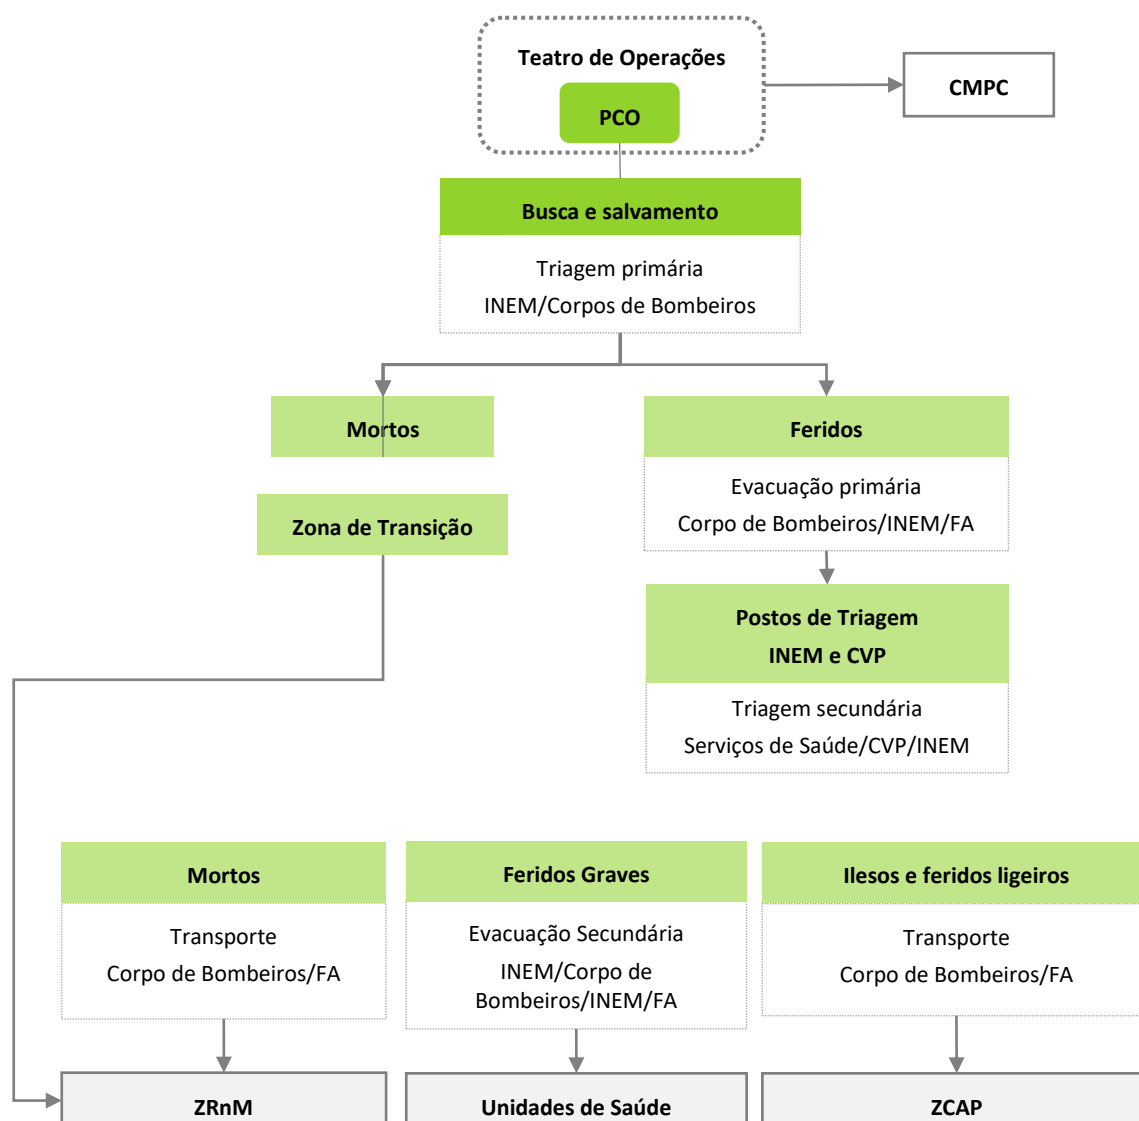 Teatro de Operações
PCO
CMPC
Busca e salvamento
Triagem primária
INEM/Corpos de Bombeiros
Mortos
Feridos
Evacuação primária
Corpo de Bombeiros/INEM/FA
Zona de Transição
Postos de Triagem
INEM e CVP
Triagem secundária
Serviços de Saúde/CVP/INEM
Mortos
Transporte
Corpo de Bombeiros/FA
Feridos Graves
Evacuação Secundária
INEM/Corpo de
Bombeiros/INEM/FA
Ilesos e feridos ligeiros
Transporte
Corpo de Bombeiros/FA
ZRnM
Unidades de Saúde
ZCAP